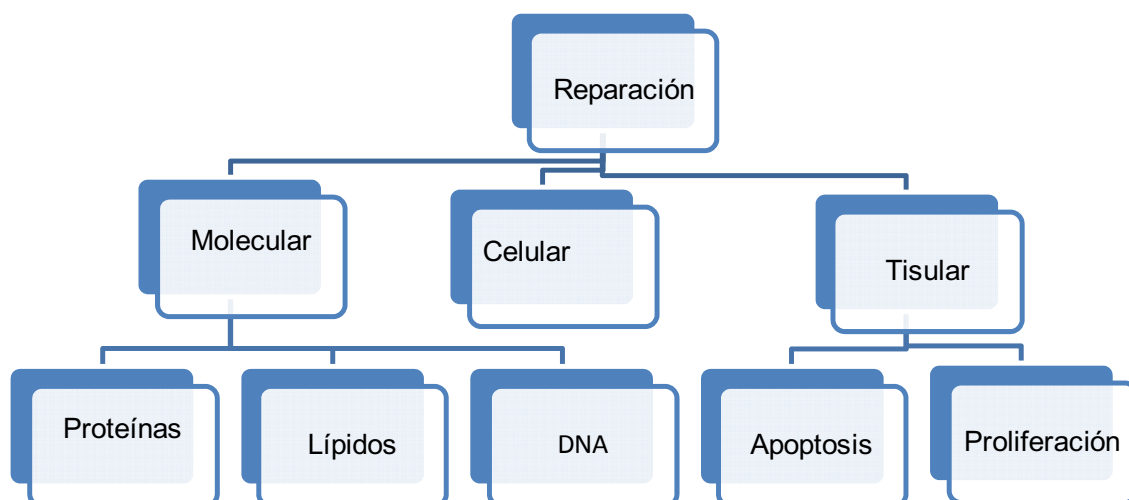 Reparación
Molecular
Celular
Tisular
Proteínas
Lípidos
DNA
Apoptosis
Proliferación